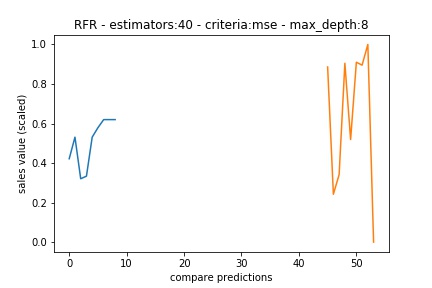 RFR - estimators:40 - criteria:mse - max_depth:8
sales value (scaled)
1.0
0.8
0.6
0.4
0.2
0.0
0 10 20 30 40 50
compare predictions